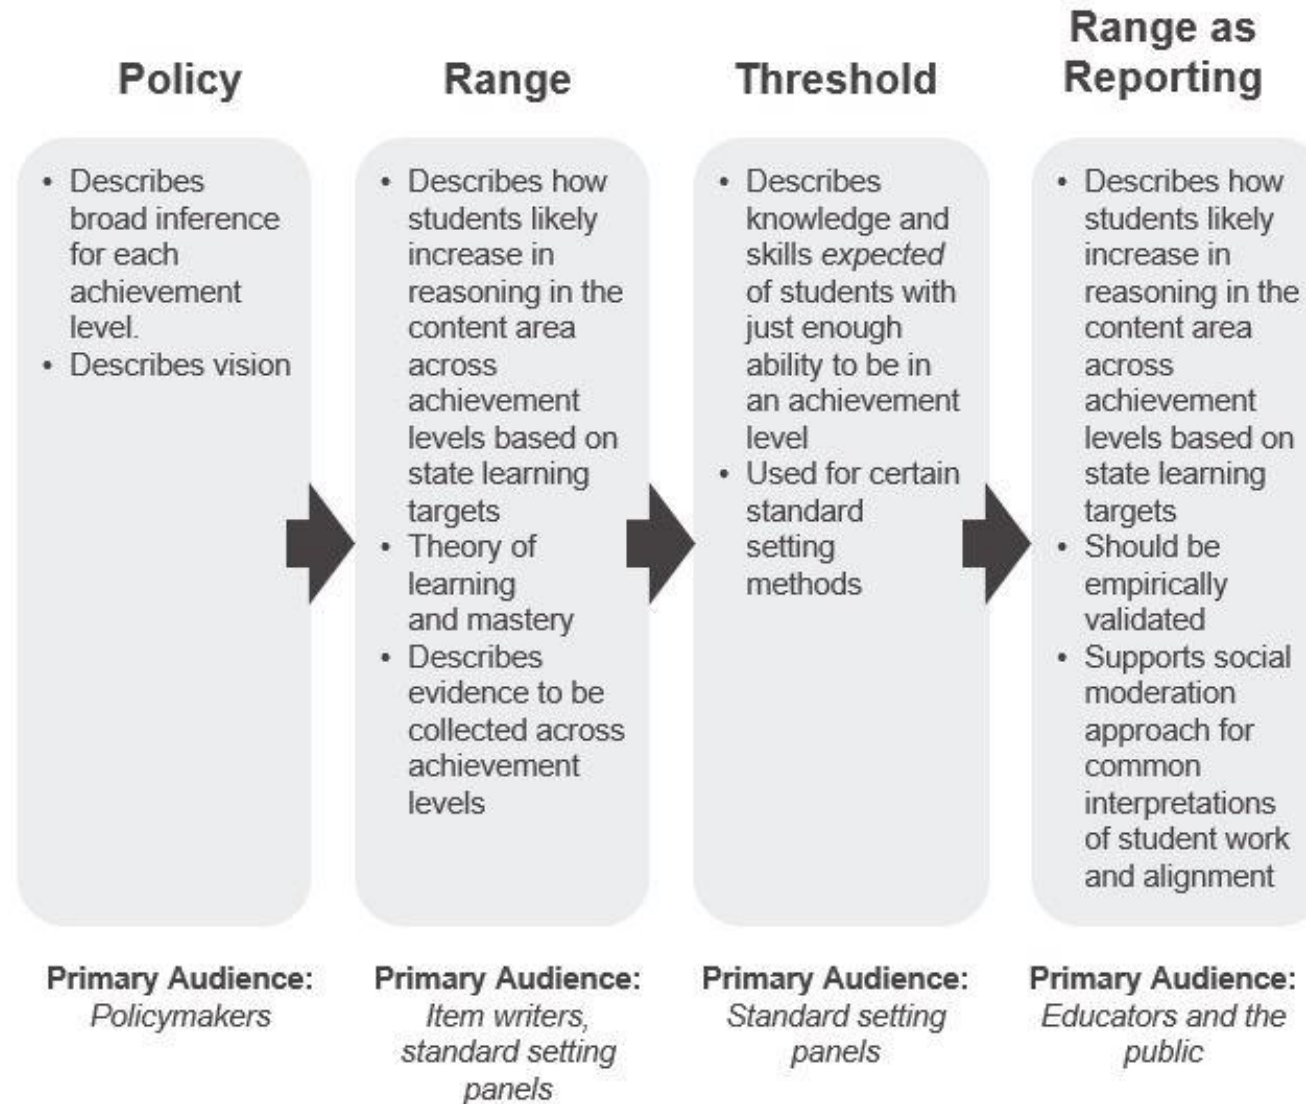 Policy
• Describes
broad inference
for each
achievement
level.
• Describes vision
Primary Audience:
Policymakers
Range
• Describes how
students likely
increase in
reasoning in the
content area
across
achievement
levels based on
state learning
targets
• Theory of
learning
and mastery
• Describes
evidence to be
collected across
achievement
levels
Primary Audience:
Item writers,
standard setting
panels
Threshold
• Describes
knowledge and
skills expected
of students with
just enough
ability to be in
an achievement
level
• Used for certain
standard
setting
methods
Primary Audience:
Standard setting
panels
Range as
Reporting
• Describes how
students likely
increase in
reasoning in the
content area
across
achievement
levels based on
state learning
targets
• Should be
empirically
validated
• Supports social
moderation
approach for
common
interpretations
of student work
and alignment
Primary Audience:
Educators and the
public